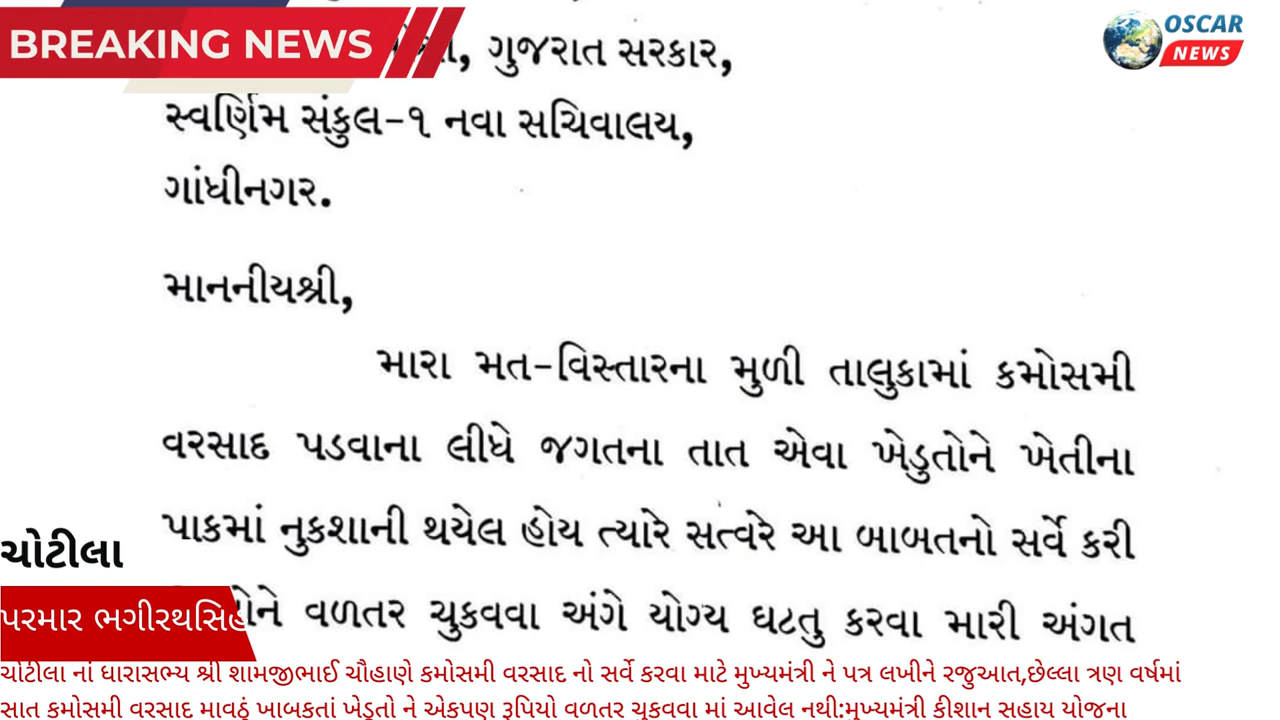 BREAKING NEWS
OSCAR
NEWS
ગુજરાત સરકાર,
સ્વર્ણિમ સંકુલ-૧ નવા સચિવાલય,
ગાંધીનગર.
માનનીયશ્રી,
મારા મત-વિસ્તારના મુળી તાલુકામાં કમોસમી
વરસાદ પડવાના લીધે જગતના તાત એવા ખેડુતોને ખેતીના
પાકમાં નુકશાની થયેલ હોય ત્યારે સત્વરે આ બાબતનો સર્વે કરી
વળતર ચુકવવા અંગે યોગ્ય ઘટતુ કરવા મારી અંગત
ચોટીલા
પરમાર ભગીરથસિહ
ચોટીલા નાં ધારાસભ્ય શ્રી શામજીભાઈ ચૌહાણે કમોસમી વરસાદ નો સર્વે કરવા માટે મુખ્યમંત્રી ને પત્ર લખીને રજુઆત,છેલ્લા ત્રણ વર્ષમાં
સાત કમોસમી વરસાદ માવઠું ખાબકતાં ખેડૂતો ને એકપણ રૂપિયો વળતર ચુકવવા માં આવેલ નથી:મુખ્યમંત્રી કીશાન સહાય યોજના